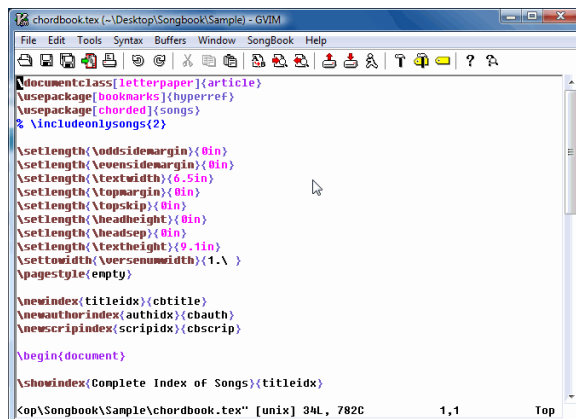 chordbook.tex (~\Desktop\Songbook\Sample) - GVIM
File Edit Tools Syntax Buffers Window SongBook Help
\documentclass[letterpaper]{article}
\usepackage[bookmarks]{hyperref}
\usepackage[chorded]{songs}
% \includeonlysongs{2}
\setlength{\oddsidemargin}{0in}
\setlength{\evensidemargin}{0in}
\setlength{\textwidth}{6.5in}
\setlength{\topmargin}{0in}
\setlength{\topskip}{0in}
\setlength{\headheight}{0in}
\setlength{\headsep}{0in}
\setlength{\textheight}{9.1in}
\settowidth{\versenumwidth}{1.\ }
\pagestyle{empty}
\newindex{titleidx}{cbtitle}
\newauthorindex{authidx}{cbauth}
\newscripindex{scripidx}{cbscrip}
\begin{document}
\showindex{Complete Index of Songs}{titleidx}
<op\Songbook\Sample\chordbook.tex" [unix] 34L, 782C 1,1 Top